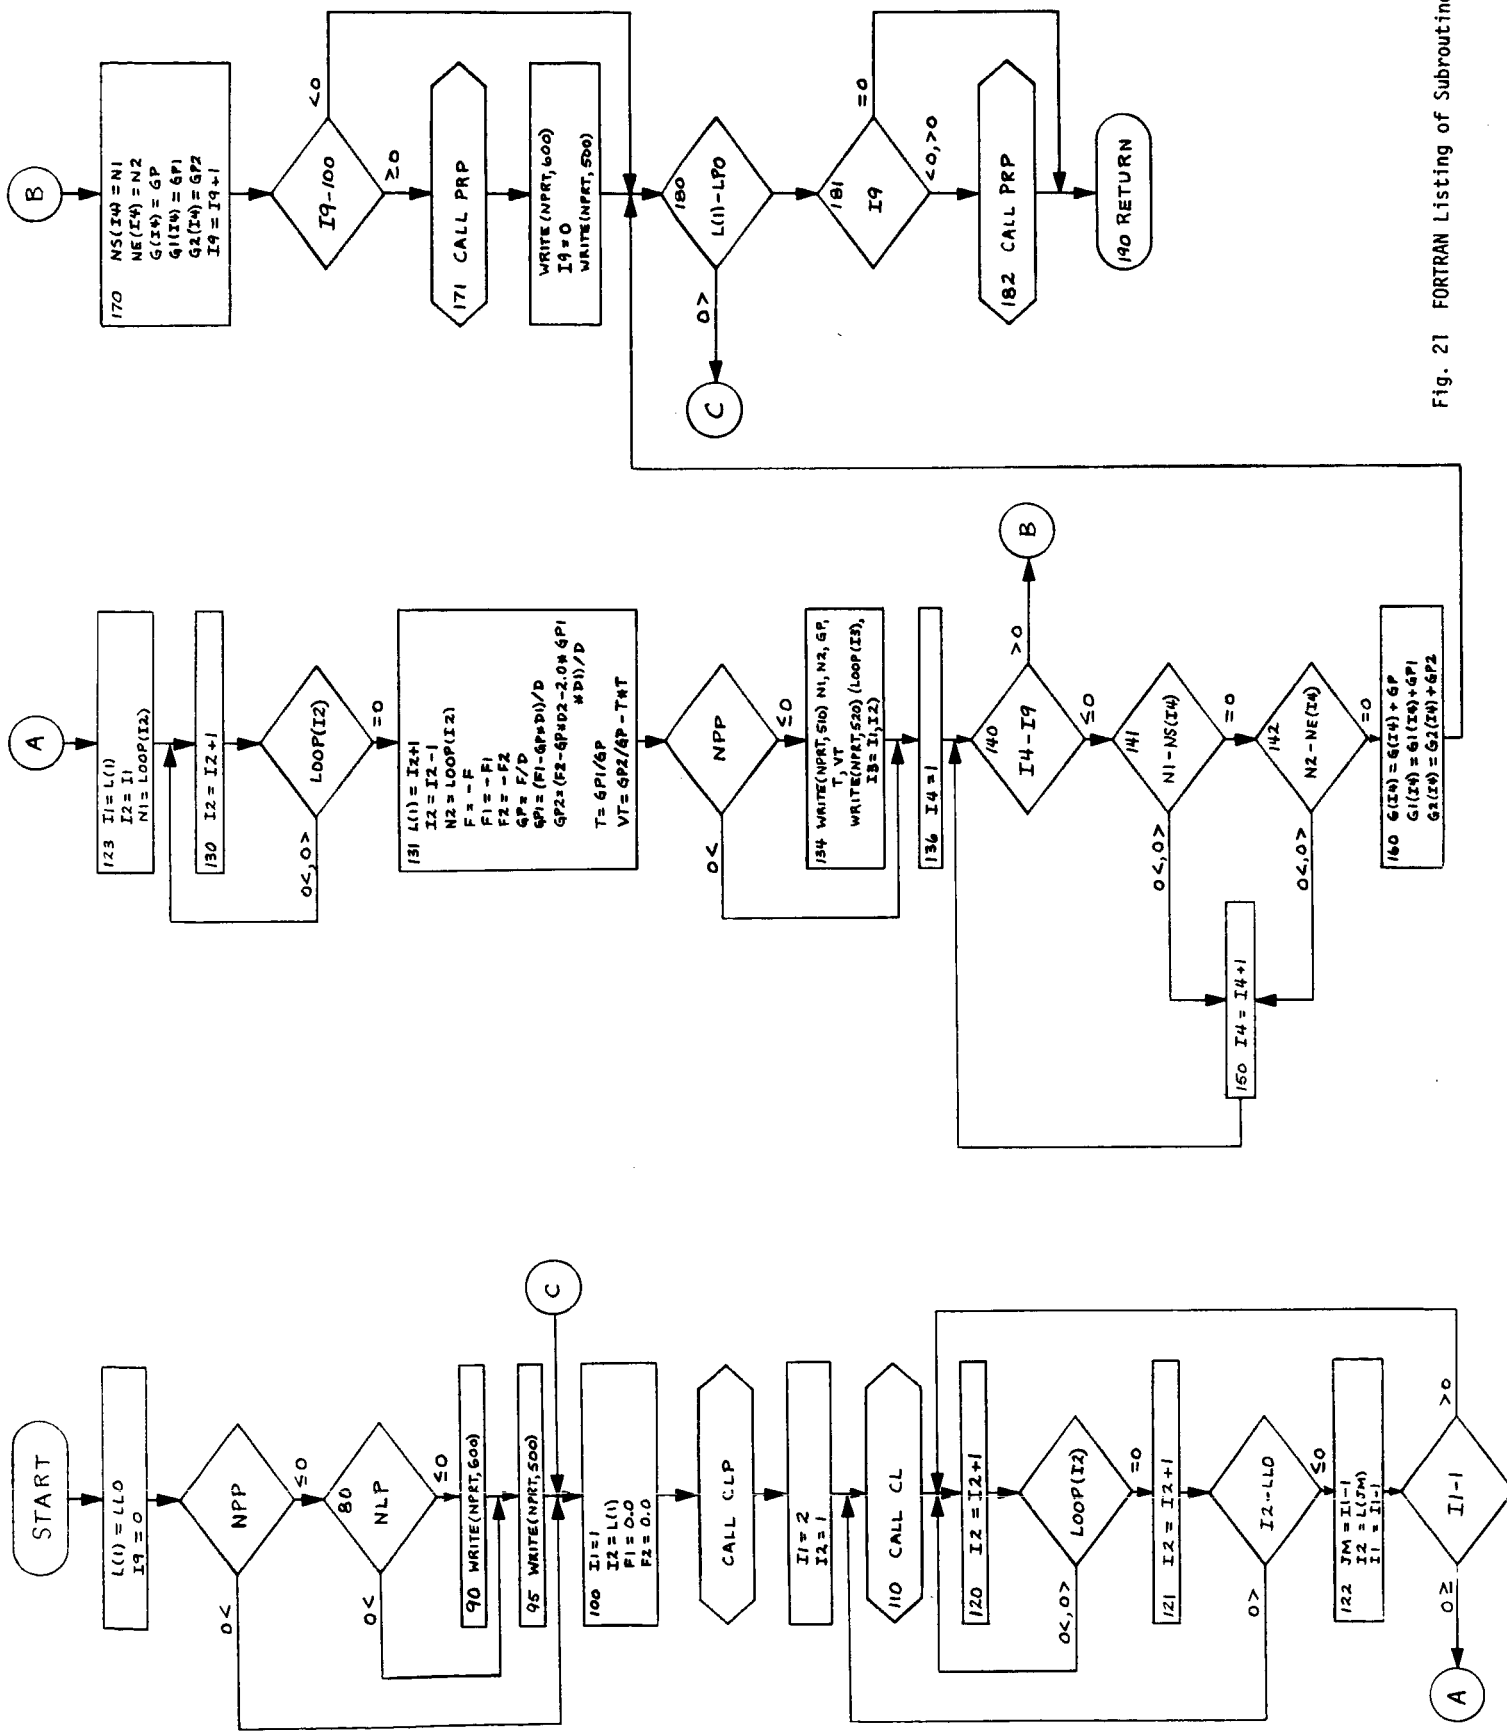 START
L(1) = LLO
I9 = 0
NPP
0<
≤0
80
NLP
0<
≤0
90 WRITE(NPRT,600)
95 WRITE(NPRT,500)
C
100 I1=1
I2=L(1)
F1=0.0
F2=0.0
CALL CLP
I1=2
I2=1
110 CALL CL
120 I2=I2+1
LOOP(I2)
0<,0>
=0
121 I2=I2+1
I2-LLO
0>
≤0
122 JM=I1-1
I2=L(JM)
I1=I1-1
I1-1
0≥
>0
A
A
123 I1=L(1)
I2=I1
N1=LOOP(I2)
130 I2=I2+1
LOOP(I2)
0<,0>
=0
131 L(1)=I2+1
I2=I2-1
N2=LOOP(I2)
F=-F
F1=-F1
F2=-F2
GP=F/D
GP1=(F1-GP*D1)/D
GP2=(F2-GP*D2-2.0*GP1
*D1)/D
T=GP1/GP
VT=GP2/GP-T*T
NPP
0<
≤0
134 WRITE(NPRT,510) N1,N2,GP,
T,VT
WRITE(NPRT,520)(LOOP(I3),
I3=I1,I2)
136 I4=1
140
I4-I9
>0
B
≤0
141
N1-NS(I4)
0<,0>
=0
142
N2-NE(I4)
0<,0>
=0
150 I4=I4+1
160 G(I4)=G(I4)+GP
G1(I4)=G1(I4)+GP1
G2(I4)=G2(I4)+GP2
B
170 NS(I4)=N1
NE(I4)=N2
G(I4)=GP
G1(I4)=GP1
G2(I4)=GP2
I9=I9+1
I9-100
<0
≥0
171 CALL PRP
WRITE(NPRT,600)
I9=0
WRITE(NPRT,500)
180
L(1)-LPO
0>
C
181
I9
=0
<0,>0
182 CALL PRP
190 RETURN
Fig. 21 FORTRAN Listing of Subroutine